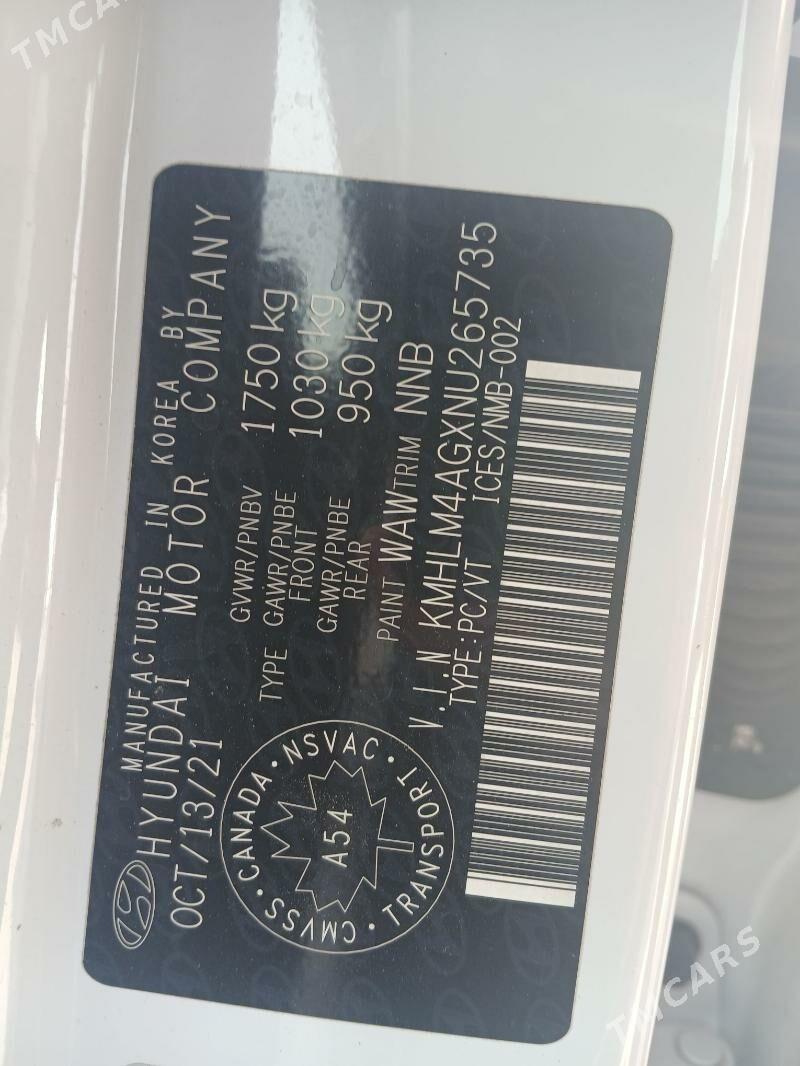 TMCARS
MANUFACTURED IN KOREA BY
HYUNDAI MOTOR COMPANY
OCT/13/21
GVWR/PNBV 1750 kg
TYPE GAWR/PNBE FRONT 1030 kg
GAWR/PNBE REAR 950 kg
PAINT WAW TRIM NNB
V.I.N KMHLM4AGXNU265735
TYPE:PC/VT ICES/NMB-002
CMVSS · CANADA · NSVAC · TRANSPORT ·
A54
TMCARS